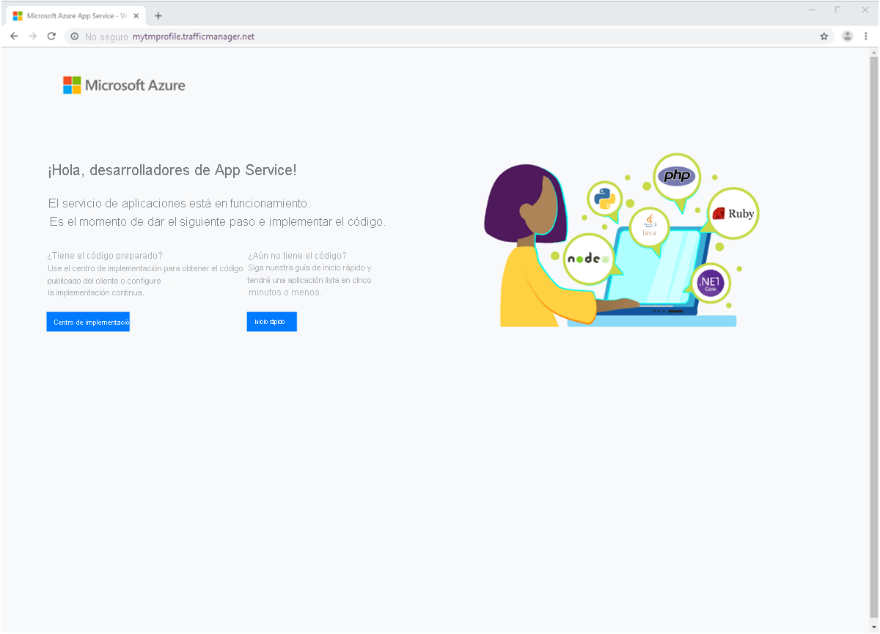 Microsoft Azure App Service - W
No seguro mytmprofile.trafficmanager.net
Microsoft Azure
¡Hola, desarrolladores de App Service!
El servicio de aplicaciones está en funcionamiento.
Es el momento de dar el siguiente paso e implementar el código.
¿Tiene el código preparado?
Use el centro de implementación para obtener el código
publicado del cliente o configure
la implementación continua.
Centro de implementació
¿Aún no tiene el código?
Siga nuestra guía de inicio rápido y
tendrá una aplicación lista en cinco
minutos o menos.
Inicio rápido
php
Ruby
Java
node
.NET
Core